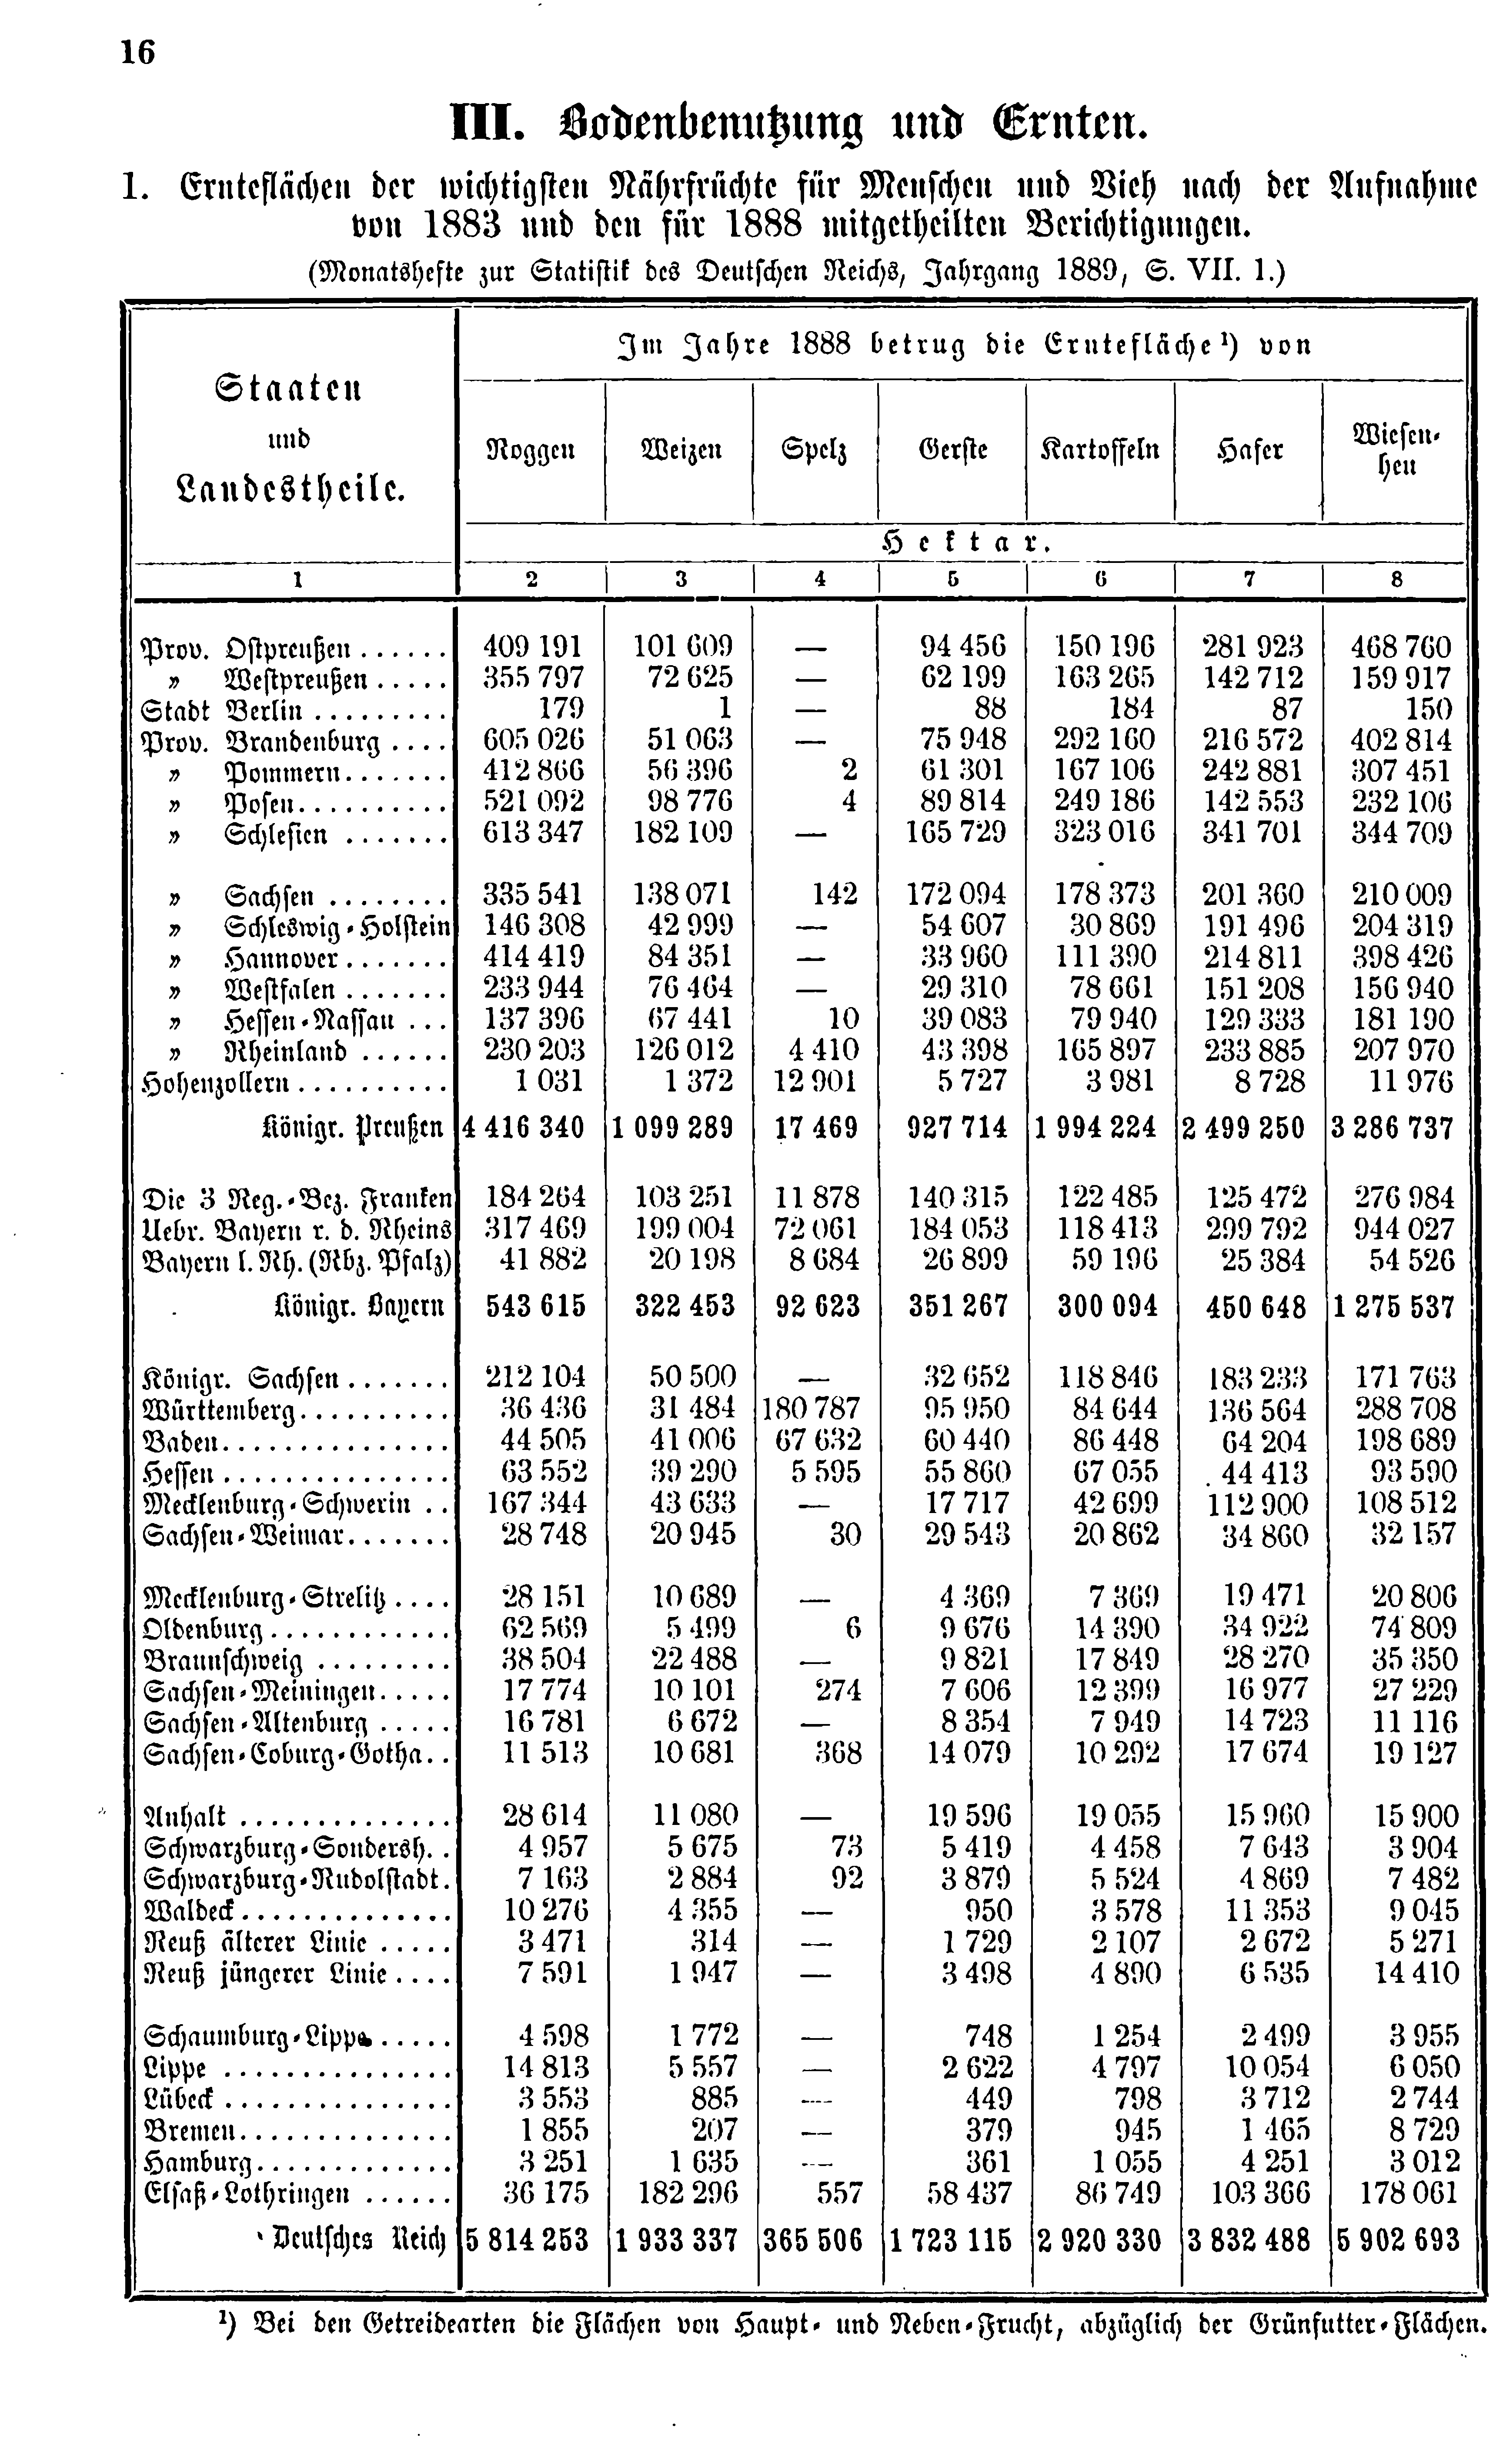 16
III. Bodenbenutzung und Ernten.
1. Ernteflächen der wichtigsten Nährfrüchte für Menschen und Vieh nach der Aufnahme
von 1883 und den für 1888 mitgetheilten Berichtigungen.
(Monatshefte zur Statistik des Deutschen Reichs, Jahrgang 1889, S. VII. 1.)
Staaten und Landestheile.
Im Jahre 1888 betrug die Erntefläche ¹) von
Roggen Weizen Spelz Gerste Kartoffeln Hafer Wiesen-heu
Hektar.
1 2 3 4 5 6 7 8
Prov. Ostpreußen ...... 409 191 101 609 — 94 456 150 196 281 923 468 760
„ Westpreußen ..... 355 797 72 625 — 62 199 163 265 142 712 159 917
Stadt Berlin ......... 179 1 — 88 184 87 150
Prov. Brandenburg .... 605 026 51 063 — 75 948 292 160 216 572 402 814
„ Pommern ....... 412 866 56 396 2 61 301 167 106 242 881 307 451
„ Posen .......... 521 092 98 776 4 89 814 249 186 142 553 232 106
„ Schlesien ....... 613 347 182 109 — 165 729 323 016 341 701 344 709
„ Sachsen ........ 335 541 138 071 142 172 094 178 373 201 360 210 009
„ Schleswig-Holstein 146 308 42 999 — 54 607 30 869 191 496 204 319
„ Hannover ....... 414 419 84 351 — 33 960 111 390 214 811 398 426
„ Westfalen ....... 233 944 76 464 — 29 310 78 661 151 208 156 940
„ Hessen-Nassau ... 137 396 67 441 10 39 083 79 940 129 333 181 190
„ Rheinland ...... 230 203 126 012 4 410 43 398 165 897 233 885 207 970
Hohenzollern .......... 1 031 1 372 12 901 5 727 3 981 8 728 11 976
Königr. Preußen 4 416 340 1 099 289 17 469 927 714 1 994 224 2 499 250 3 286 737
Die 3 Reg.-Bez. Franken 184 264 103 251 11 878 140 315 122 485 125 472 276 984
Uebr. Bayern r. d. Rheins 317 469 199 004 72 061 184 053 118 413 299 792 944 027
Bayern l. Rh. (Rbz. Pfalz) 41 882 20 198 8 684 26 899 59 196 25 384 54 526
Königr. Bayern 543 615 322 453 92 623 351 267 300 094 450 648 1 275 537
Königr. Sachsen ....... 212 104 50 500 — 32 652 118 846 183 233 171 763
Württemberg .......... 36 436 31 484 180 787 95 950 84 644 136 564 288 708
Baden ............... 44 505 41 006 67 632 60 440 86 448 64 204 198 689
Hessen ............... 63 552 39 290 5 595 55 860 67 055 44 413 93 590
Mecklenburg-Schwerin .. 167 344 43 633 — 17 717 42 699 112 900 108 512
Sachsen-Weimar ....... 28 748 20 945 30 29 543 20 862 34 860 32 157
Mecklenburg-Strelitz .... 28 151 10 689 — 4 369 7 369 19 471 20 806
Oldenburg ............ 62 569 5 499 6 9 676 14 390 34 922 74 809
Braunschweig ......... 38 504 22 488 — 9 821 17 849 28 270 35 350
Sachsen-Meiningen ..... 17 774 10 101 274 7 606 12 399 16 977 27 229
Sachsen-Altenburg ..... 16 781 6 672 — 8 354 7 949 14 723 11 116
Sachsen-Coburg-Gotha .. 11 513 10 681 368 14 079 10 292 17 674 19 127
Anhalt .............. 28 614 11 080 — 19 596 19 055 15 960 15 900
Schwarzburg-Sondersh. . 4 957 5 675 73 5 419 4 458 7 643 3 904
Schwarzburg-Rudolstadt . 7 163 2 884 92 3 879 5 524 4 869 7 482
Waldeck .............. 10 276 4 355 — 950 3 578 11 353 9 045
Reuß älterer Linie ..... 3 471 314 — 1 729 2 107 2 672 5 271
Reuß jüngerer Linie .... 7 591 1 947 — 3 498 4 890 6 535 14 410
Schaumburg-Lippe ..... 4 598 1 772 — 748 1 254 2 499 3 955
Lippe ............... 14 813 5 557 — 2 622 4 797 10 054 6 050
Lübeck ............... 3 553 885 — 449 798 3 712 2 744
Bremen .............. 1 855 207 — 379 945 1 465 8 729
Hamburg ............. 3 251 1 635 — 361 1 055 4 251 3 012
Elsaß-Lothringen ...... 36 175 182 296 557 58 437 86 749 103 366 178 061
Deutsches Reich 5 814 253 1 933 337 365 506 1 723 115 2 920 330 3 832 488 5 902 693
¹) Bei den Getreidearten die Flächen von Haupt- und Neben-Frucht, abzüglich der Grünfutter-Flächen.